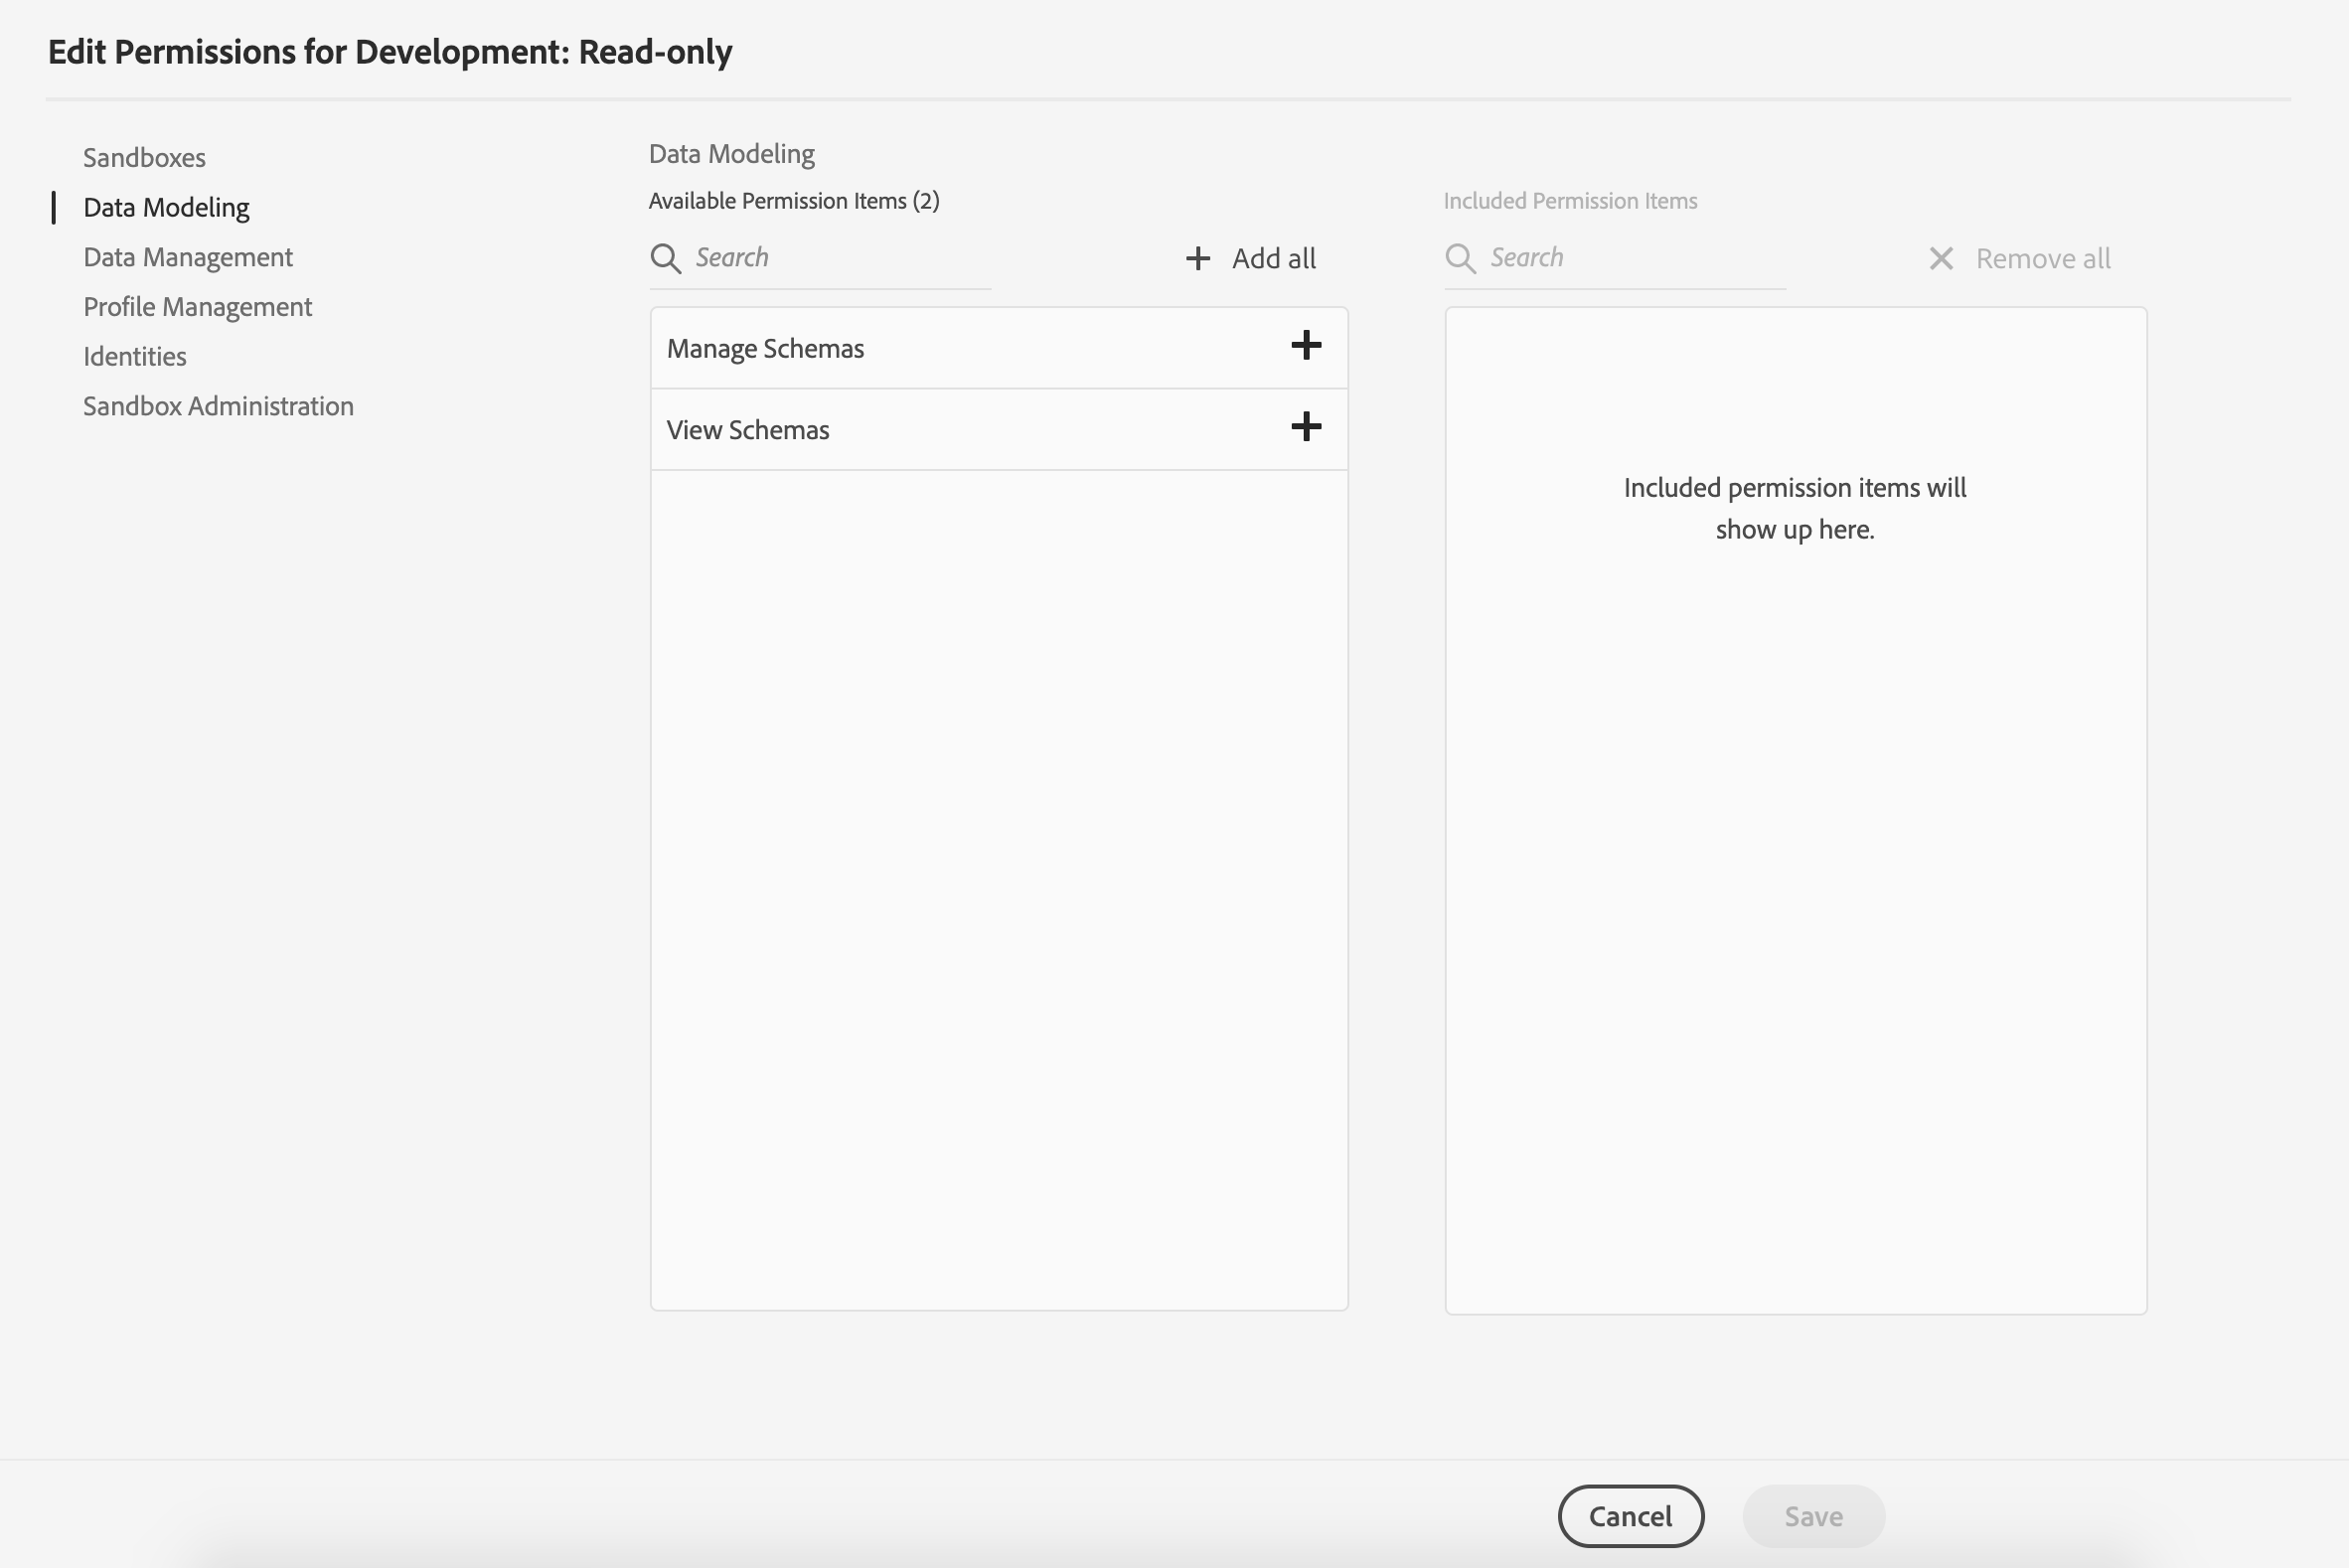 Edit Permissions for Development: Read-only
Sandboxes
Data Modeling
Data Management
Profile Management
Identities
Sandbox Administration
Data Modeling
Available Permission Items (2)
Search
Add all
Manage Schemas
View Schemas
Included Permission Items
Search
Remove all
Included permission items will
show up here.
Cancel
Save